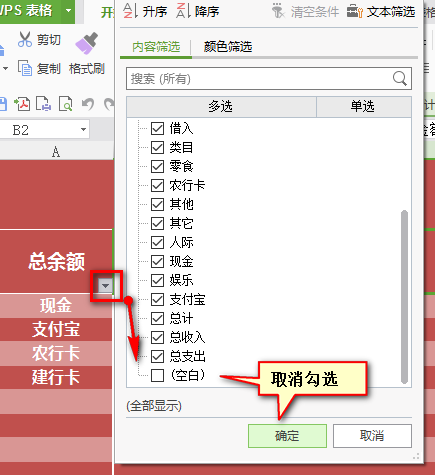 WPS 表格
升序
降序
清空条件
文本筛选
剪切
复制
格式刷
内容筛选
颜色筛选
搜索 (所有)
多选
单选
B2
A
借入
类目
零食
农行卡
其他
其它
人际
现金
娱乐
支付宝
总计
总收入
总支出
(空白)
总余额
现金
支付宝
农行卡
建行卡
取消勾选
(全部显示)
确定
取消